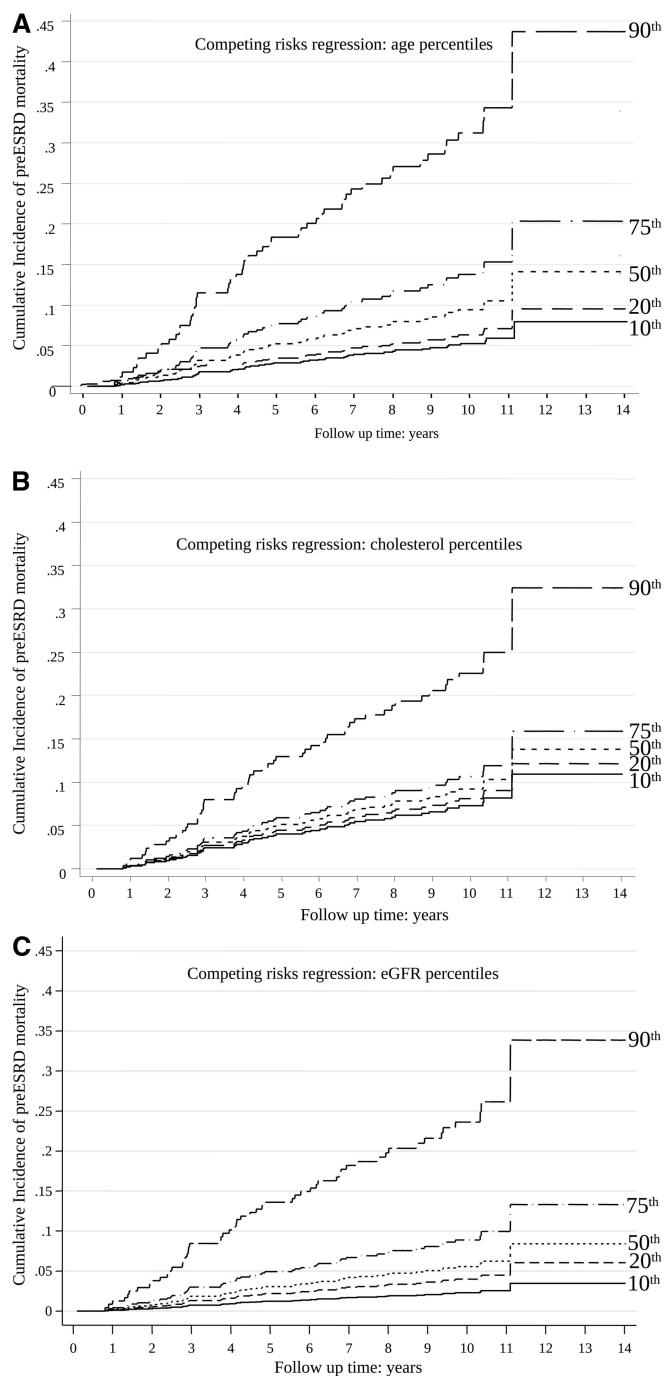 A
Competing risks regression: age percentiles
Cumulative Incidence of preESRD mortality
.45
.4
.35
.3
.25
.2
.15
.1
.05
0
90th
75th
50th
20th
10th
0 1 2 3 4 5 6 7 8 9 10 11 12 13 14
Follow up time: years
B
Competing risks regression: cholesterol percentiles
Cumulative Incidence of preESRD mortality
.45
.4
.35
.3
.25
.2
.15
.1
.05
0
90th
75th
50th
20th
10th
0 1 2 3 4 5 6 7 8 9 10 11 12 13 14
Follow up time: years
C
Competing risks regression: eGFR percentiles
Cumulative Incidence of preESRD mortality
.45
.4
.35
.3
.25
.2
.15
.1
.05
0
90th
75th
50th
20th
10th
0 1 2 3 4 5 6 7 8 9 10 11 12 13 14
Follow up time: years